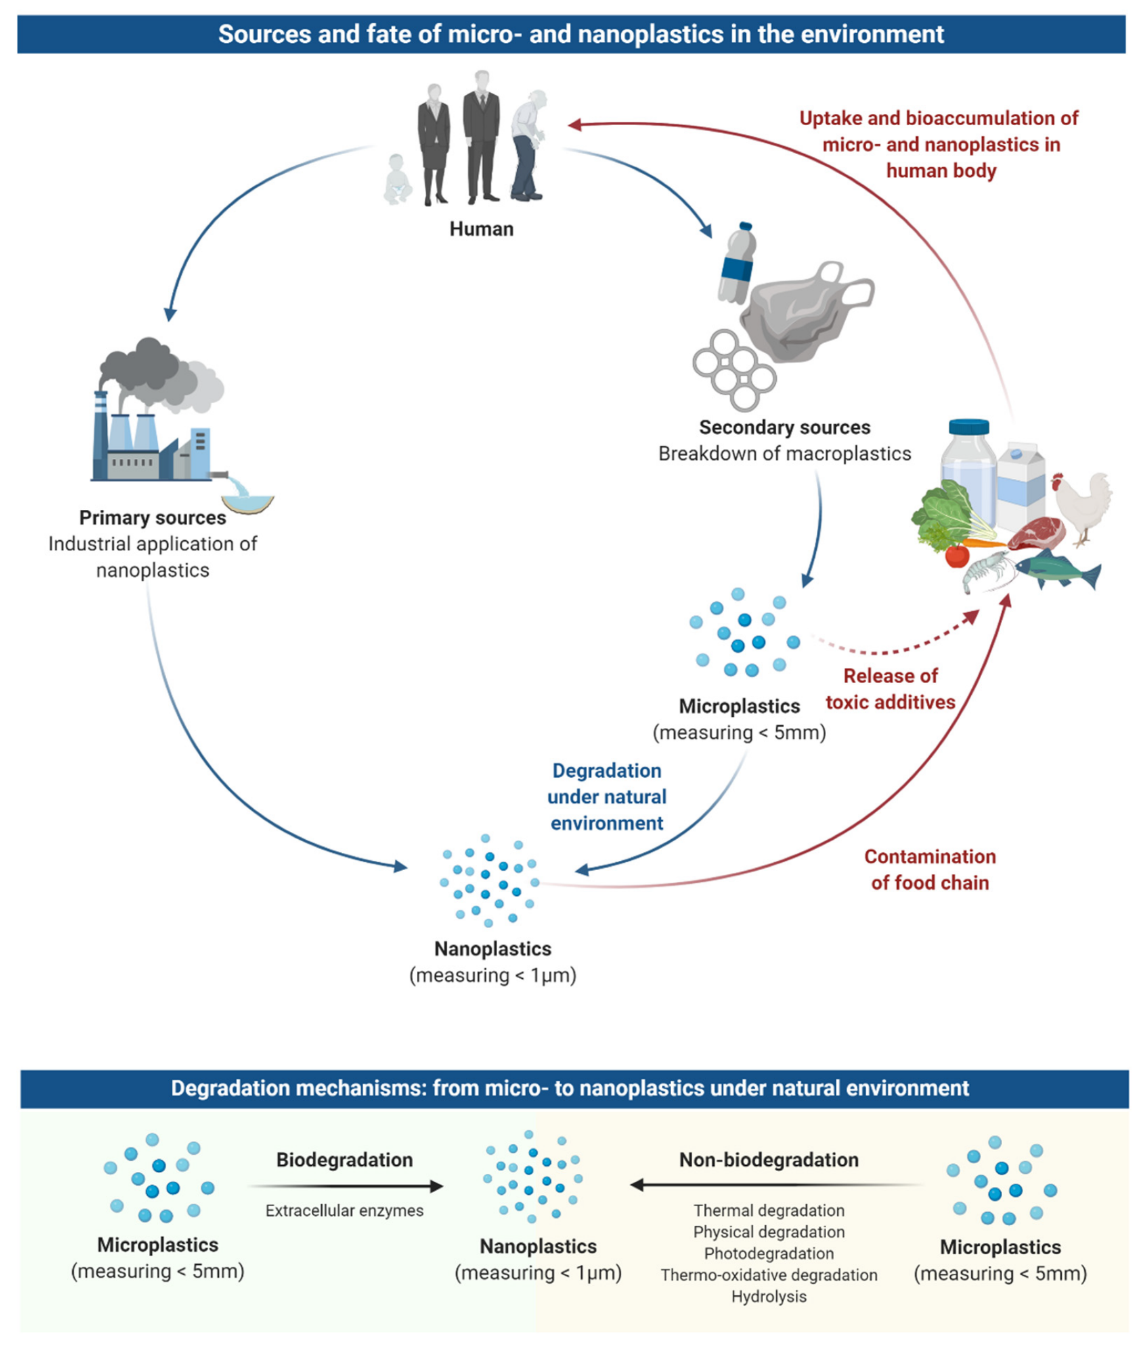 Sources and fate of micro- and nanoplastics in the environment
Uptake and bioaccumulation of
micro- and nanoplastics in
human body
Human
Secondary sources
Breakdown of macroplastics
Primary sources
Industrial application of
nanoplastics
Microplastics
(measuring < 5mm)
Release of
toxic additives
Degradation
under natural
environment
Contamination
of food chain
Nanoplastics
(measuring < 1µm)
Degradation mechanisms: from micro- to nanoplastics under natural environment
Microplastics
(measuring < 5mm)
Biodegradation
Extracellular enzymes
Nanoplastics
(measuring < 1µm)
Non-biodegradation
Thermal degradation
Physical degradation
Photodegradation
Thermo-oxidative degradation
Hydrolysis
Microplastics
(measuring < 5mm)